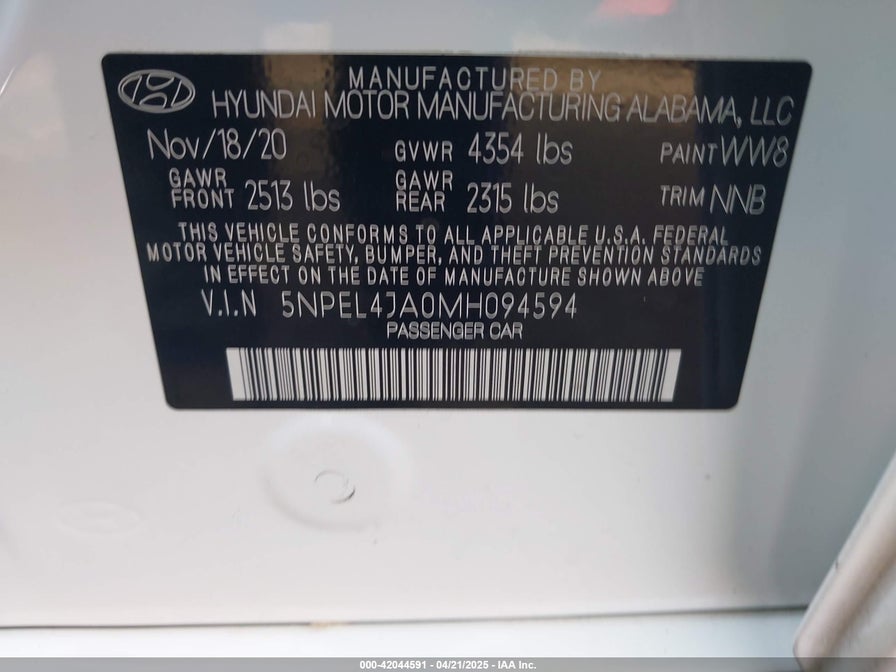 MANUFACTURED BY
HYUNDAI MOTOR MANUFACTURING ALABAMA, LLC
Nov/18/20 GVWR 4354 lbs PAINT WW8
GAWR FRONT 2513 lbs GAWR REAR 2315 lbs TRIM NNB
THIS VEHICLE CONFORMS TO ALL APPLICABLE U.S.A. FEDERAL
MOTOR VEHICLE SAFETY, BUMPER, AND THEFT PREVENTION STANDARDS
IN EFFECT ON THE DATE OF MANUFACTURE SHOWN ABOVE
V.I.N 5NPEL4JA0MH094594
PASSENGER CAR
000-42044591 - 04/21/2025 - IAA Inc.